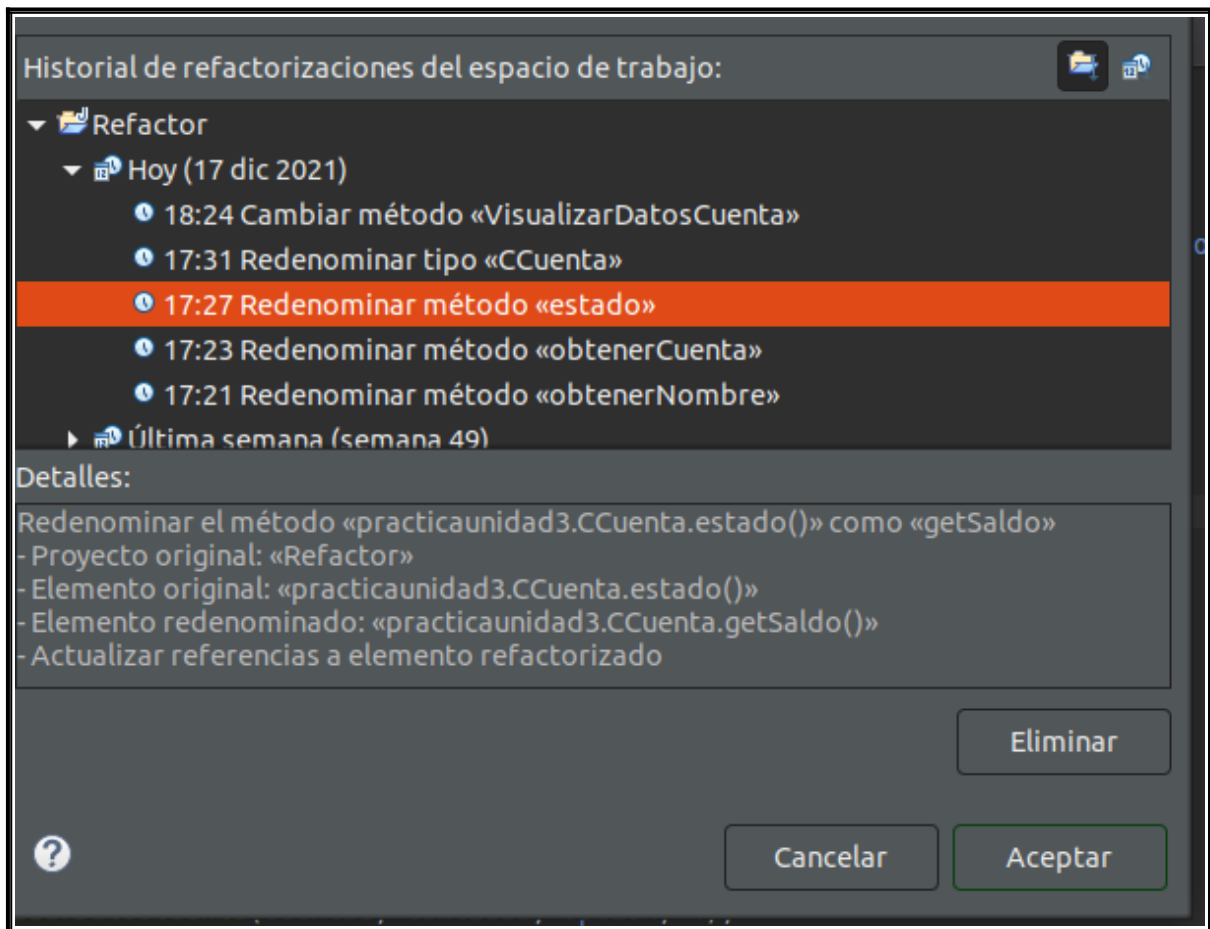 Historial de refactorizaciones del espacio de trabajo:
Refactor
Hoy (17 dic 2021)
18:24 Cambiar método «VisualizarDatosCuenta»
17:31 Redenominar tipo «CCuenta»
17:27 Redenominar método «estado»
17:23 Redenominar método «obtenerCuenta»
17:21 Redenominar método «obtenerNombre»
Última semana (semana 49)
Detalles:
Redenominar el método «practicaunidad3.CCuenta.estado()» como «getSaldo»
- Proyecto original: «Refactor»
- Elemento original: «practicaunidad3.CCuenta.estado()»
- Elemento redenominado: «practicaunidad3.CCuenta.getSaldo()»
- Actualizar referencias a elemento refactorizado
Eliminar
Cancelar
Aceptar